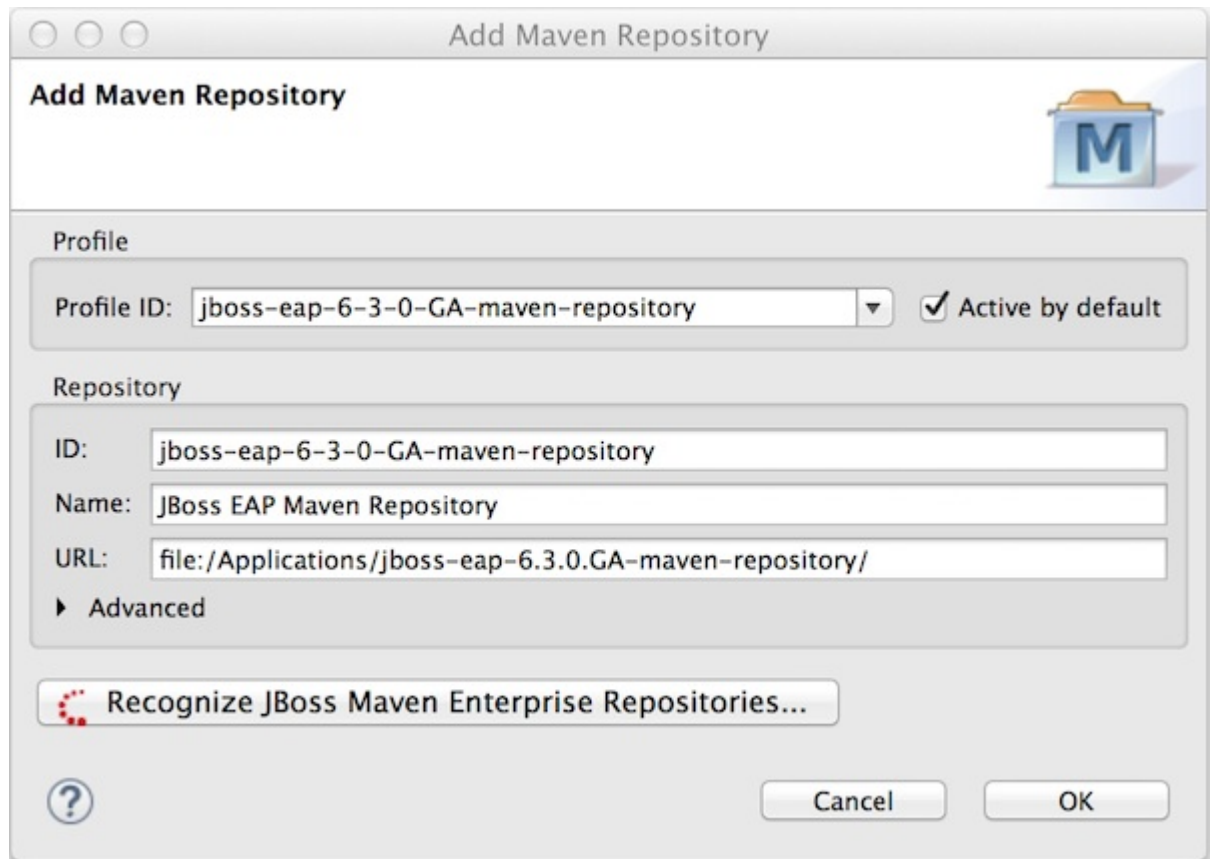 Add Maven Repository
Add Maven Repository
M
Profile
Profile ID: jboss-eap-6-3-0-GA-maven-repository Active by default
Repository
ID: jboss-eap-6-3-0-GA-maven-repository
Name: JBoss EAP Maven Repository
URL: file:/Applications/jboss-eap-6.3.0.GA-maven-repository/
Advanced
Recognize JBoss Maven Enterprise Repositories...
? Cancel OK